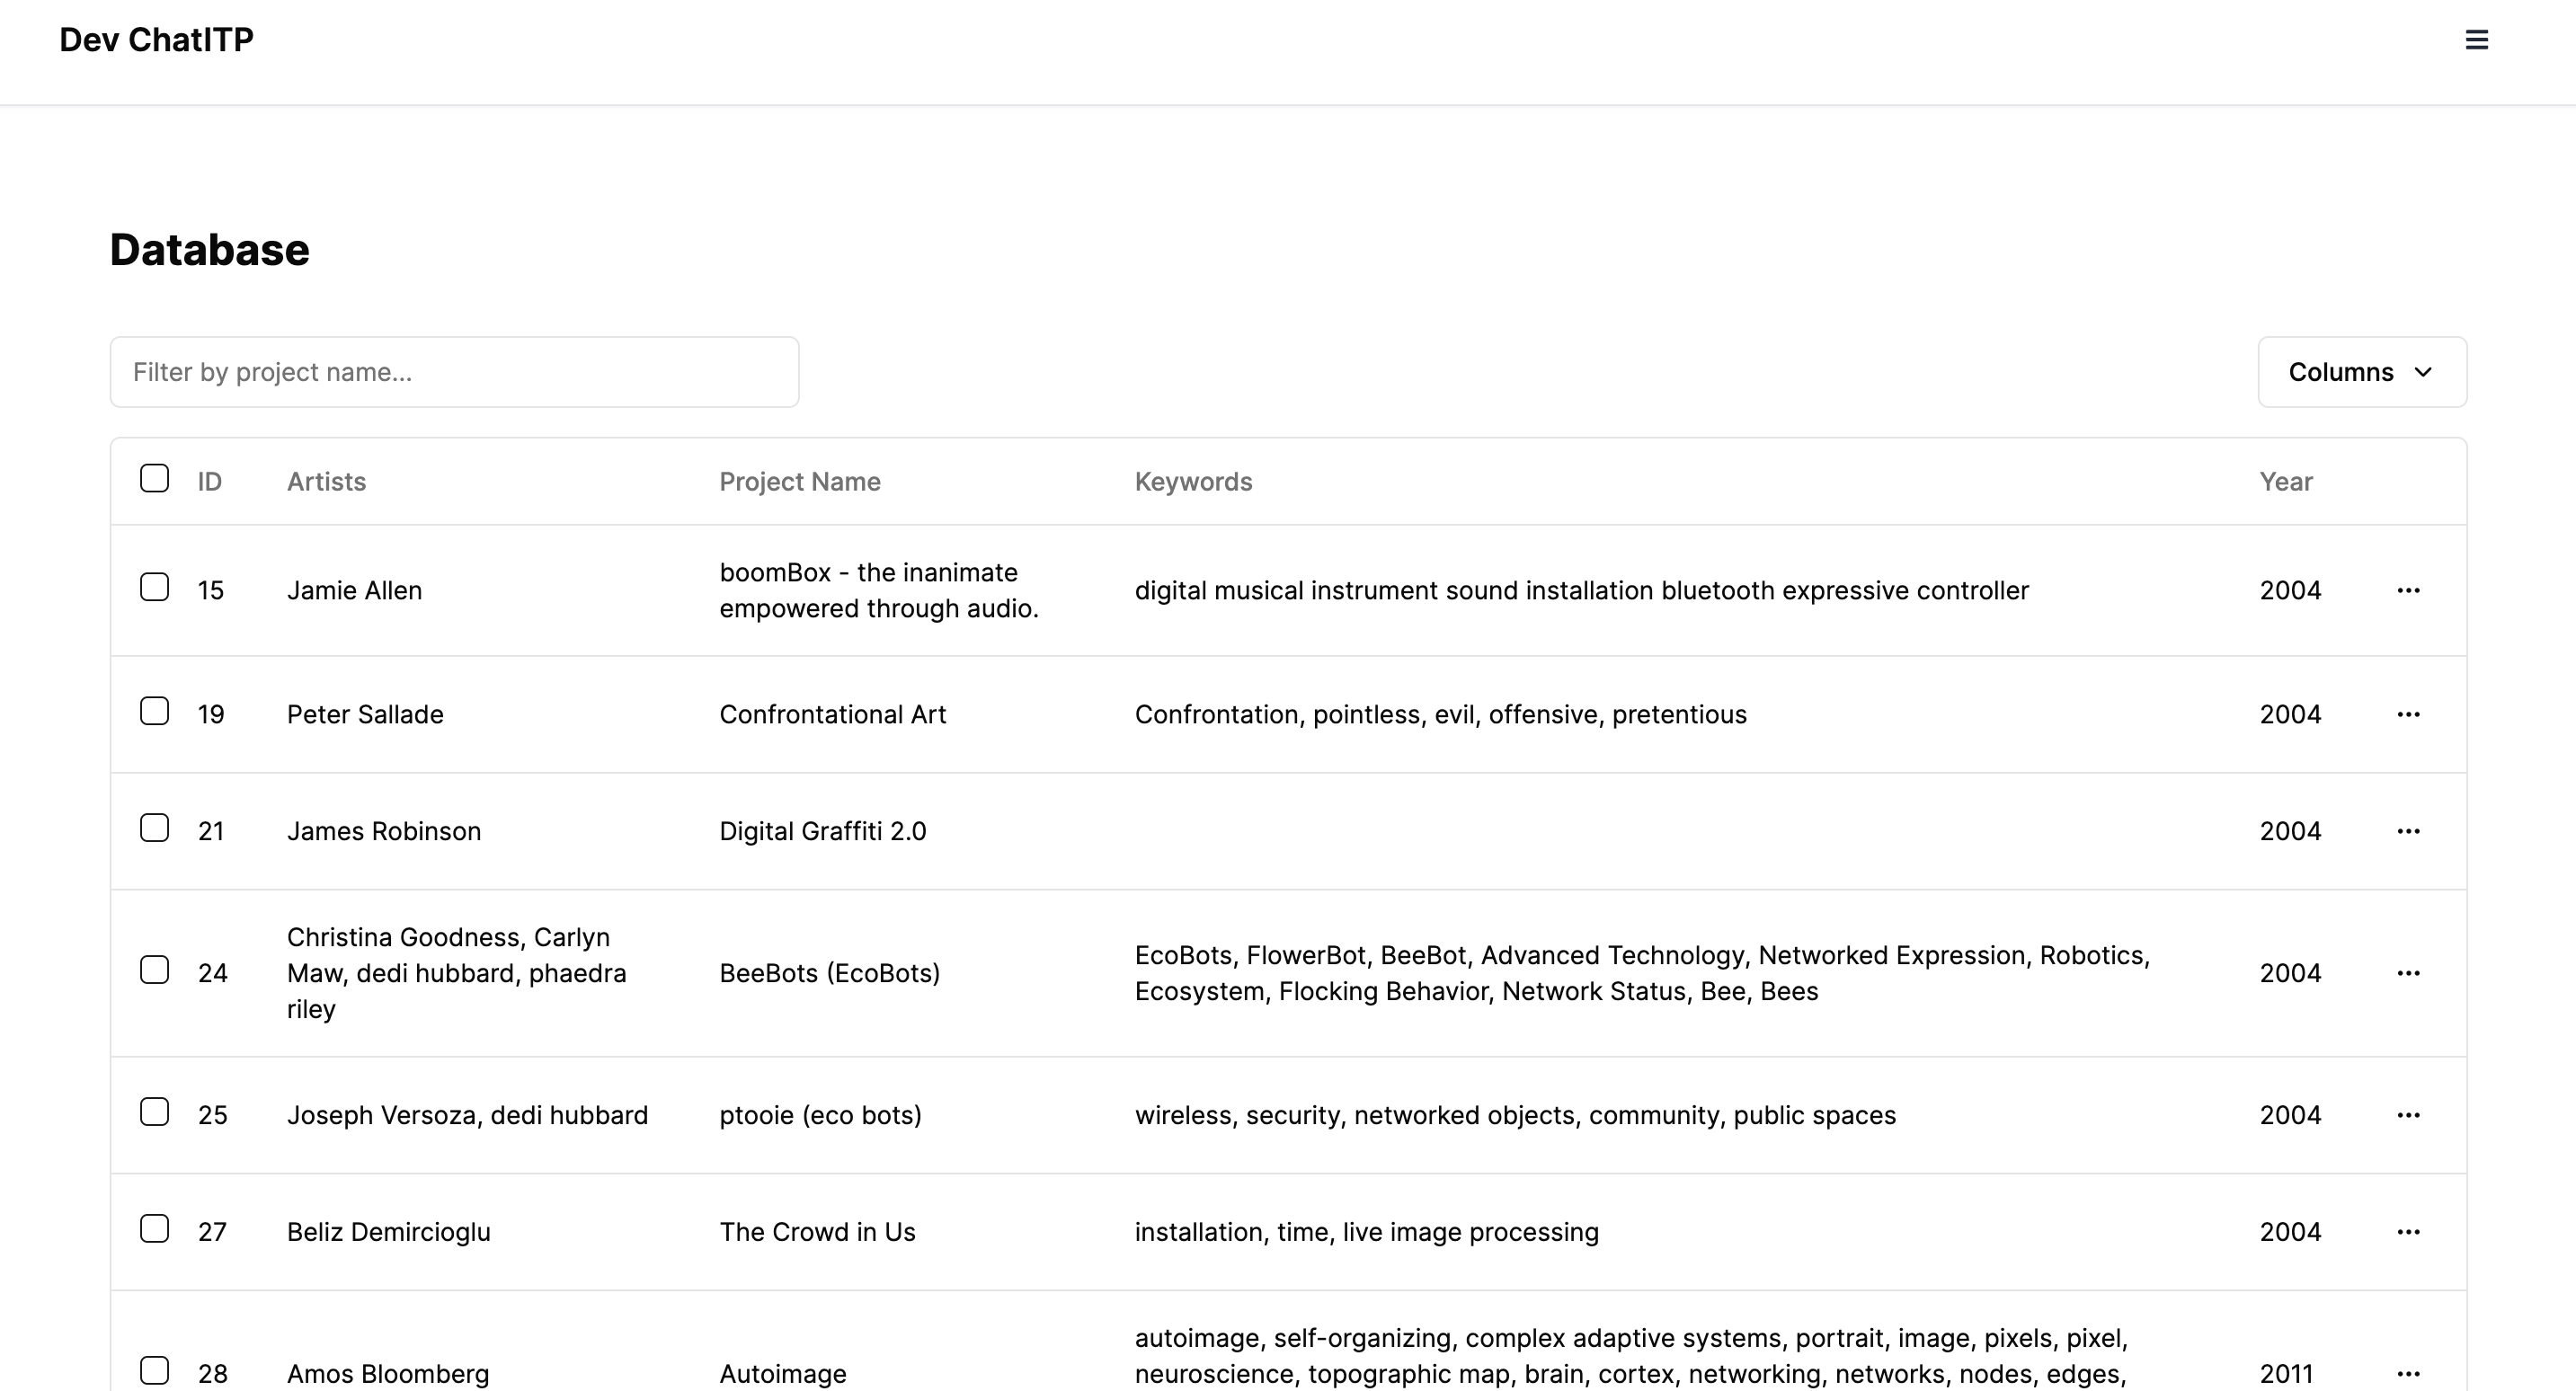 Dev ChatITP
Database
Filter by project name...
Columns
ID Artists Project Name Keywords Year
15 Jamie Allen boomBox - the inanimate
empowered through audio. digital musical instrument sound installation bluetooth expressive controller 2004 ...
19 Peter Sallade Confrontational Art Confrontation, pointless, evil, offensive, pretentious 2004 ...
21 James Robinson Digital Graffiti 2.0 2004 ...
24 Christina Goodness, Carlyn
Maw, dedi hubbard, phaedra
riley BeeBots (EcoBots) EcoBots, FlowerBot, BeeBot, Advanced Technology, Networked Expression, Robotics,
Ecosystem, Flocking Behavior, Network Status, Bee, Bees 2004 ...
25 Joseph Versoza, dedi hubbard ptooie (eco bots) wireless, security, networked objects, community, public spaces 2004 ...
27 Beliz Demircioglu The Crowd in Us installation, time, live image processing 2004 ...
28 Amos Bloomberg Autoimage autoimage, self-organizing, complex adaptive systems, portrait, image, pixels, pixel,
neuroscience, topographic map, brain, cortex, networking, networks, nodes, edges, 2011 ...